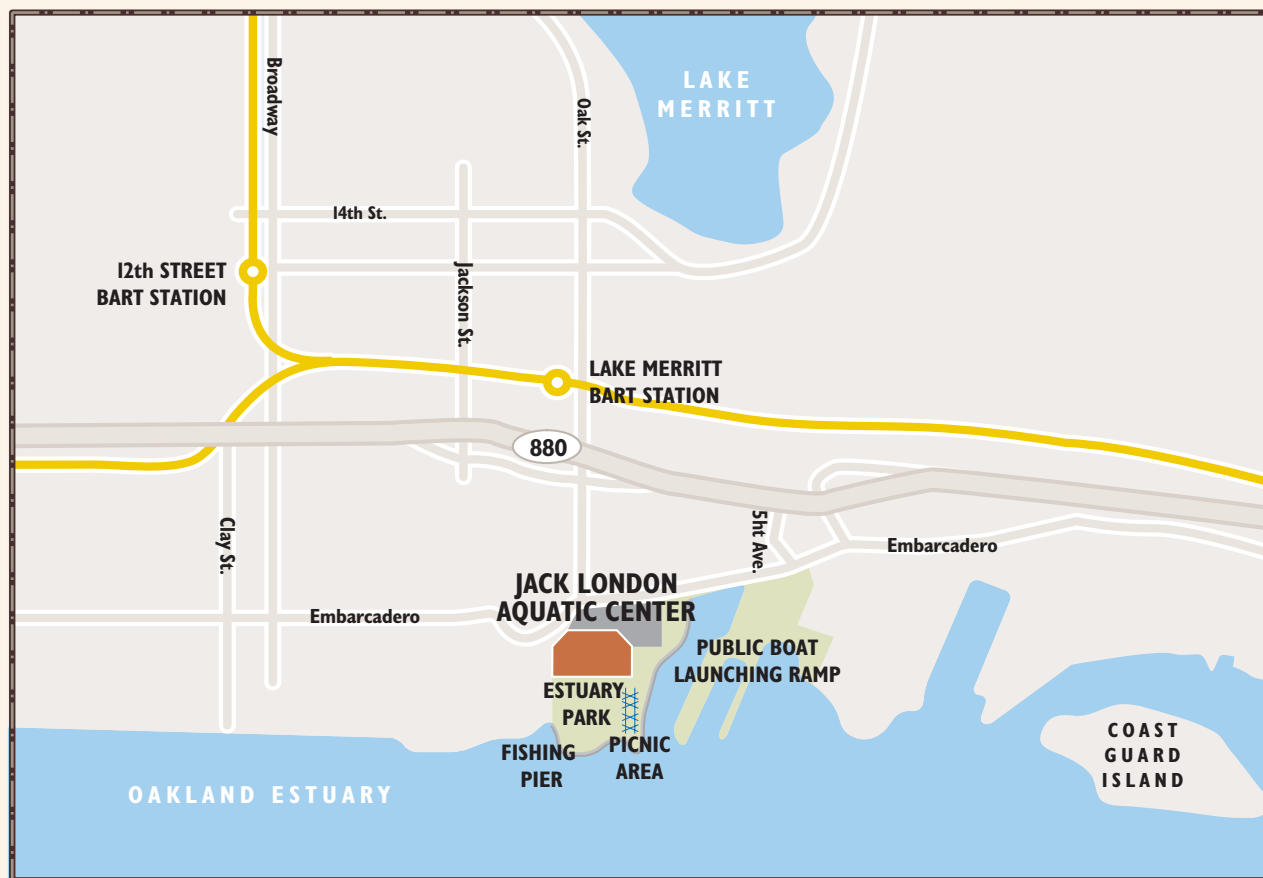 LAKE
MERRITT
Broadway
Oak St.
14th St.
12th STREET
BART STATION
Jackson St.
LAKE MERRITT
BART STATION
880
Clay St.
5ht Ave.
Embarcadero
JACK LONDON
AQUATIC CENTER
Embarcadero
PUBLIC BOAT
LAUNCHING RAMP
ESTUARY
PARK
FISHING
PIER
PICNIC
AREA
COAST
GUARD
ISLAND
OAKLAND ESTUARY